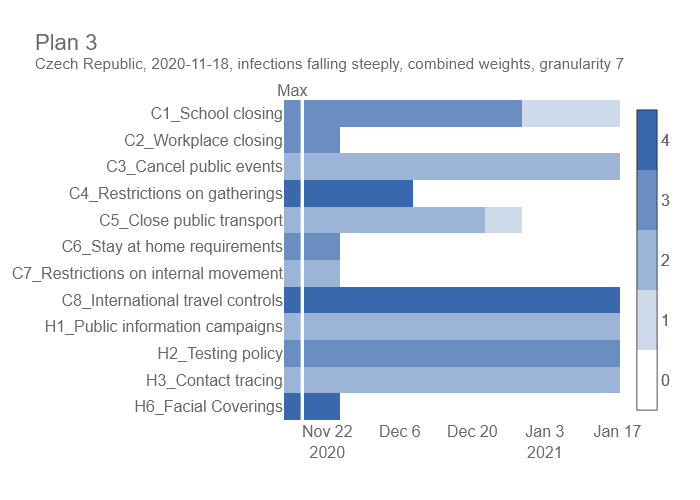 Plan 3
Czech Republic, 2020-11-18, infections falling steeply, combined weights, granularity 7
Max
C1_School closing
C2_Workplace closing
C3_Cancel public events
C4_Restrictions on gatherings
C5_Close public transport
C6_Stay at home requirements
C7_Restrictions on internal movement
C8_International travel controls
H1_Public information campaigns
H2_Testing policy
H3_Contact tracing
H6_Facial Coverings
Nov 22 Dec 6 Dec 20 Jan 3 Jan 17
2020 2021
4
3
2
1
0